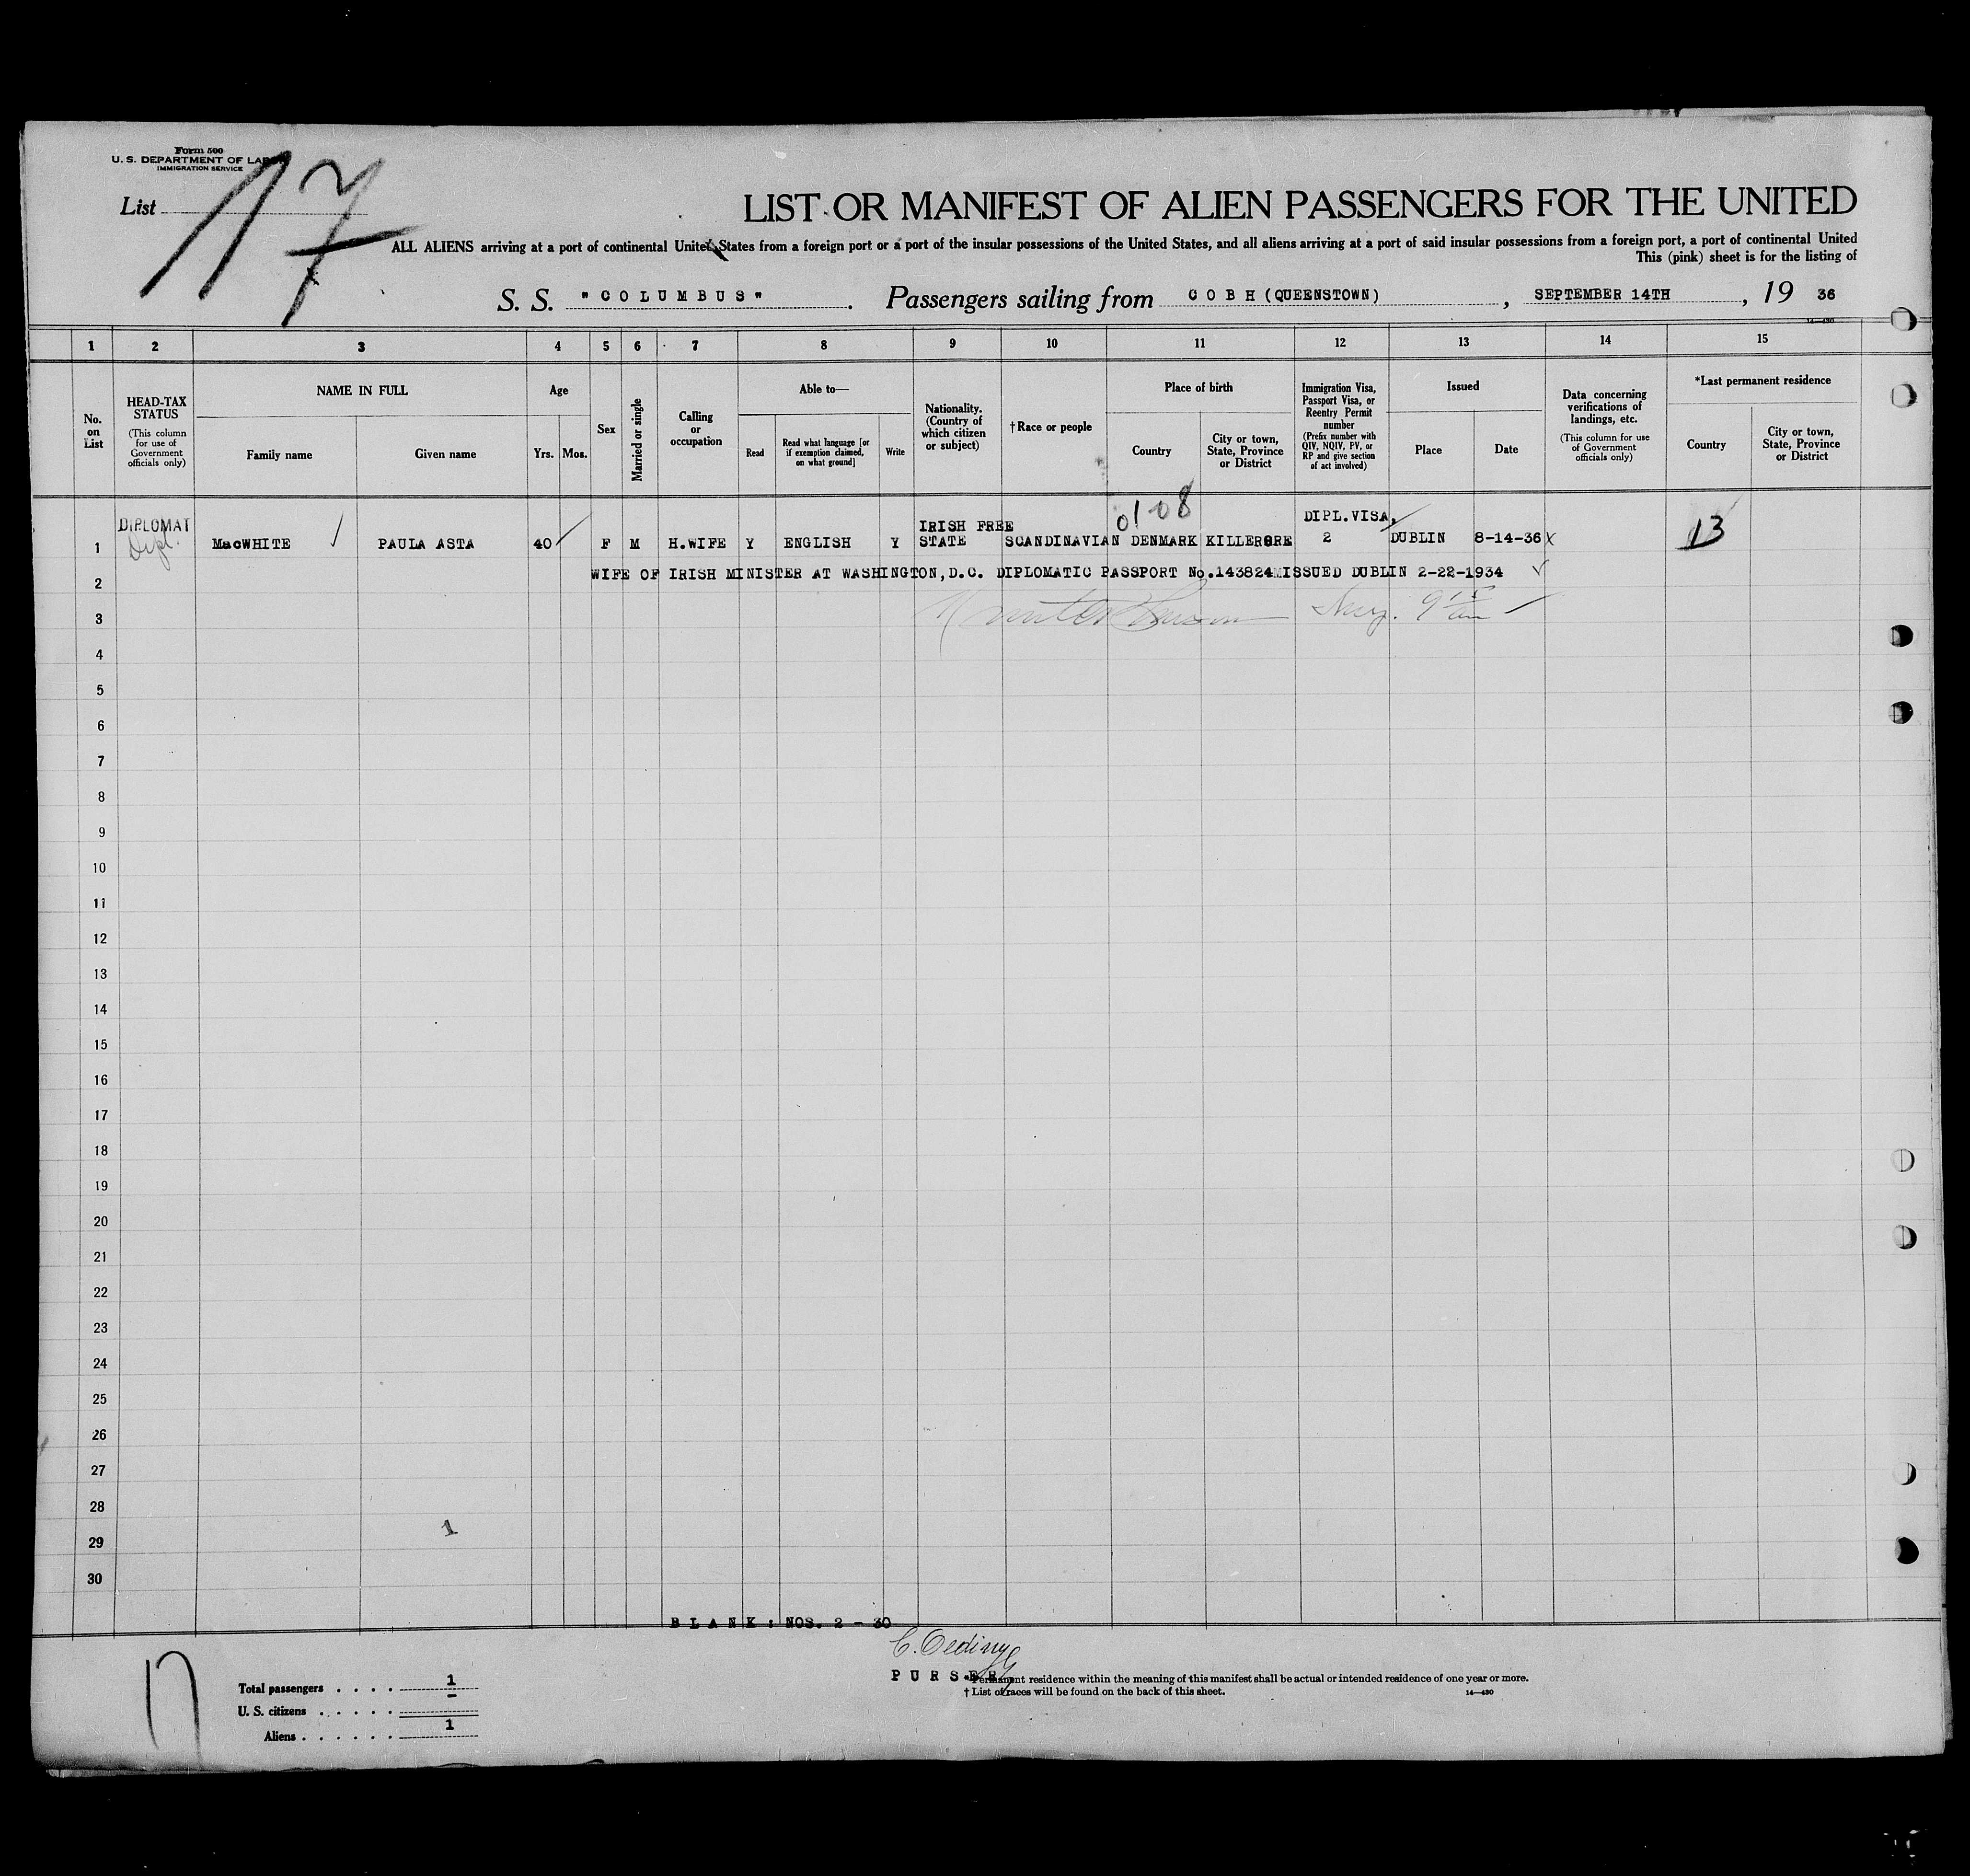 Form 500
U. S. DEPARTMENT OF LAB
IMMIGRATION SERVICE
List 17
LIST OR MANIFEST OF ALIEN PASSENGERS FOR THE UNITED
ALL ALIENS arriving at a port of continental United States from a foreign port or a port of the insular possessions of the United States, and all aliens arriving at a port of said insular possessions from a foreign port, a port of continental United
This (pink) sheet is for the listing of
S. S. "COLUMBUS". Passengers sailing from COBH (QUEENSTOWN), SEPTEMBER 14TH, 19 36
14—430
1 2 3 4 5 6 7 8 9 10 11 12 13 14 15
No. on List
HEAD-TAX STATUS (This column for use of Government officials only)
NAME IN FULL
Family name Given name
Age
Yrs. Mos.
Sex
Married or single
Calling or occupation
Able to—
Read Read what language [or if exemption claimed, on what ground] Write
Nationality. (Country of which citizen or subject)
†Race or people
Place of birth
Country City or town, State, Province or District
Immigration Visa, Passport Visa, or Reentry Permit number (Prefix number with QIV, NQIV, PV, or RP and give section of act involved)
Issued
Place Date
Data concerning verifications of landings, etc. (This column for use of Government officials only)
*Last permanent residence
Country City or town, State, Province or District
0108
DIPLOMAT IRISH FREE DIPL.VISA, 13
1 Dipl. MacWHITE PAULA ASTA 40 F M H.WIFE Y ENGLISH Y STATE SCANDINAVIAN DENMARK KILLERØRE 2 DUBLIN 8-14-36 X
2 WIFE OF IRISH MINISTER AT WASHINGTON,D.C. DIPLOMATIC PASSPORT No.143824 ISSUED DUBLIN 2-22-1934
3
4
5
6
7
8
9
10
11
12
13
14
15
16
17
18
19
20
21
22
23
24
25
26
27
28
1
29
30
BLANK: NOS. 2 - 30
PURSER
Total passengers . . . . 1
U. S. citizens . . . . . –
Aliens . . . . . . 1
17
*Permanent residence within the meaning of this manifest shall be actual or intended residence of one year or more.
† List of races will be found on the back of this sheet. 14—430